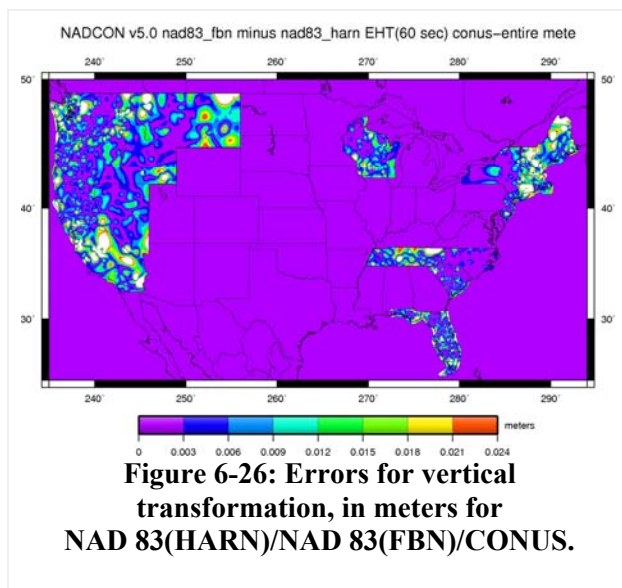 NADCON v5.0 nad83_fbn minus nad83_harn EHT(60 sec) conus-entire mete
240˚ 250˚ 260˚ 270˚ 280˚ 290˚
50˚ 50˚
40˚ 40˚
30˚ 30˚
240˚ 250˚ 260˚ 270˚ 280˚ 290˚
meters
0 0.003 0.006 0.009 0.012 0.015 0.018 0.021 0.024
Figure 6-26: Errors for vertical
transformation, in meters for
NAD 83(HARN)/NAD 83(FBN)/CONUS.